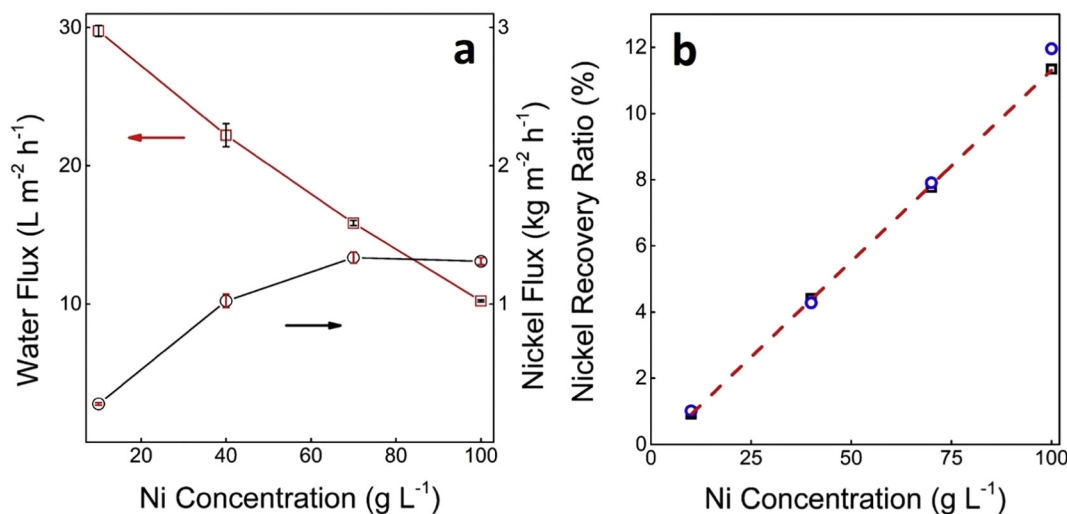 a
30
20
10
Water Flux (L m⁻² h⁻¹)
3
2
1
Nickel Flux (kg m⁻² h⁻¹)
20 40 60 80 100
Ni Concentration (g L⁻¹)
b
12
10
8
6
4
2
0
Nickel Recovery Ratio (%)
0 25 50 75 100
Ni Concentration (g L⁻¹)